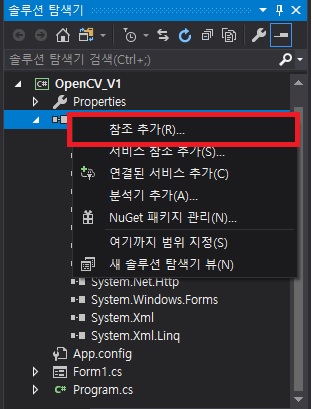 솔루션 탐색기
솔루션 탐색기 검색(Ctrl+;)
OpenCV_V1
Properties
참조 추가(R)...
서비스 참조 추가(S)...
연결된 서비스 추가(C)
분석기 추가(A)...
NuGet 패키지 관리(N)...
여기까지 범위 지정(S)
새 솔루션 탐색기 뷰(N)
System.Net.Http
System.Windows.Forms
System.Xml
System.Xml.Linq
App.config
Form1.cs
C# Program.cs